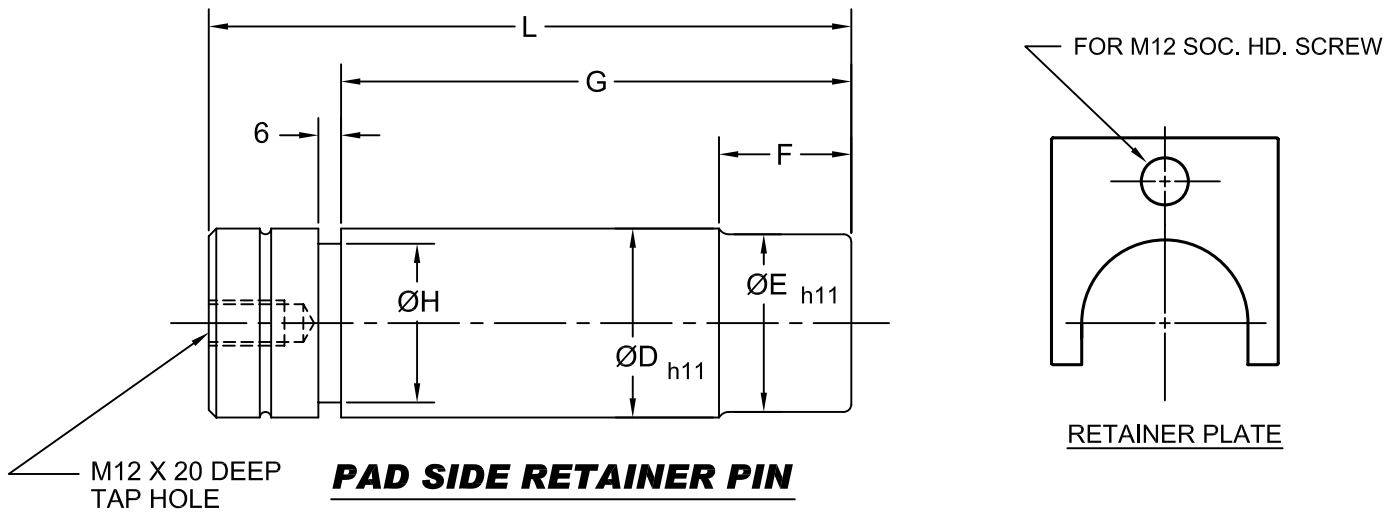 L
FOR M12 SOC. HD. SCREW
G
6
F
ØH
ØE h11
ØD h11
RETAINER PLATE
M12 X 20 DEEP
TAP HOLE
PAD SIDE RETAINER PIN